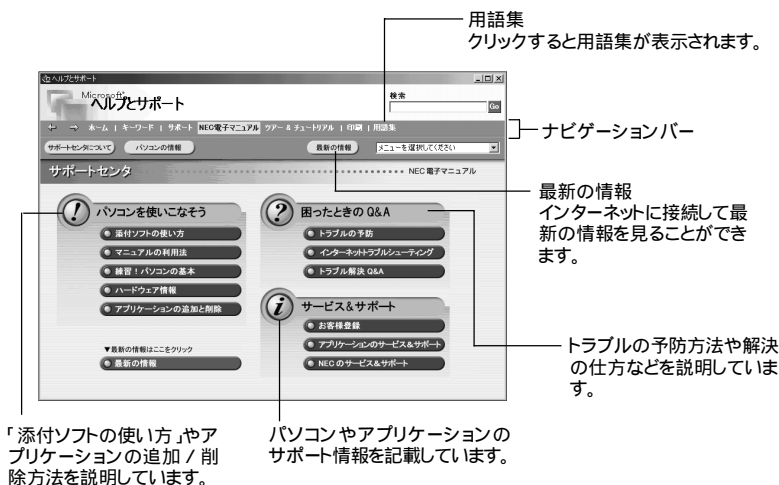 用語集
クリックすると用語集が表示されます。
ヘルプとサポート
Microsoft
ヘルプとサポート
検索
Go
ホーム | キーワード | サポート NEC電子マニュアル ツアー & チュートリアル | 印刷 | 用語集
ナビゲーションバー
サポートセンタについて パソコンの情報 最新の情報 メニューを選択してください
サポートセンタ NEC 電子マニュアル
最新の情報
インターネットに接続して最
新の情報を見ることができ
ます。
パソコンを使いこなそう
添付ソフトの使い方
マニュアルの利用法
練習！パソコンの基本
ハードウェア情報
アプリケーションの追加と削除
▼最新の情報はここをクリック
最新の情報
困ったときの Q&A
トラブルの予防
インターネットトラブルシューティング
トラブル解決 Q&A
サービス&サポート
お客様登録
アプリケーションのサービス&サポート
NEC のサービス&サポート
トラブルの予防方法や解決
の仕方などを説明していま
す。
「添付ソフトの使い方」やア
プリケーションの追加 / 削
除方法を説明しています。
パソコンやアプリケーションの
サポート情報を記載しています。